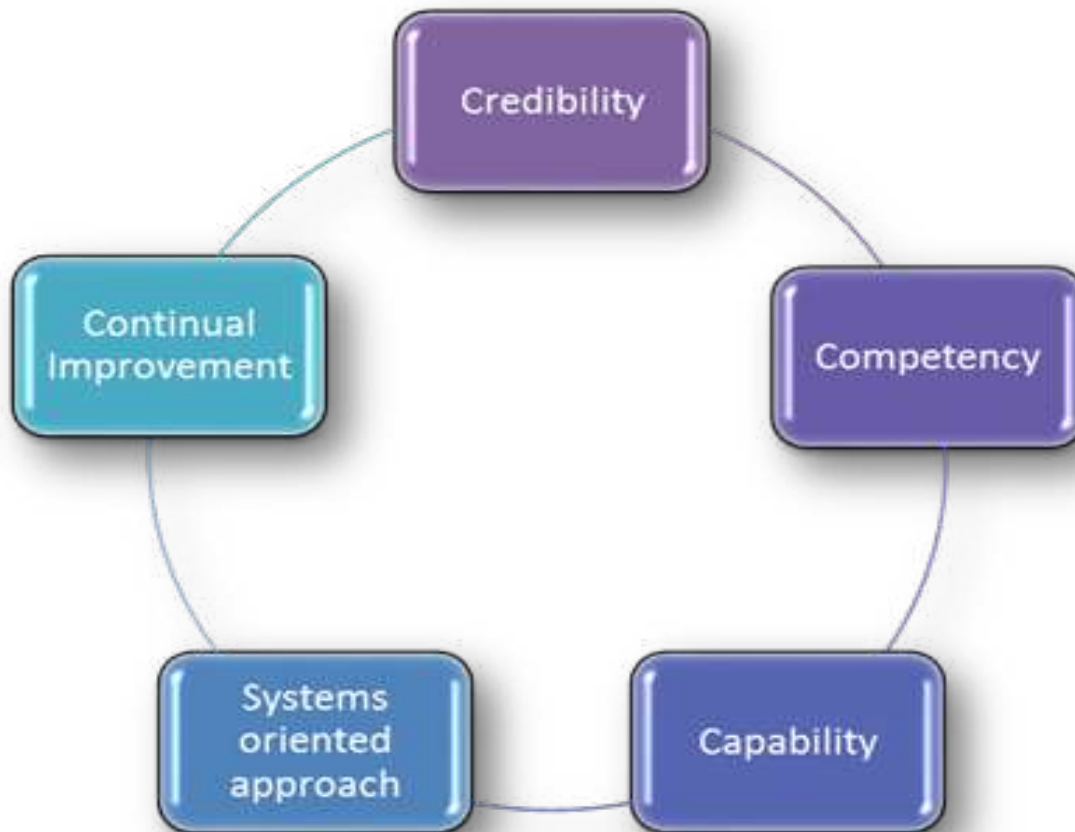 Credibility
Competency
Capability
Systems
oriented
approach
Continual
Improvement